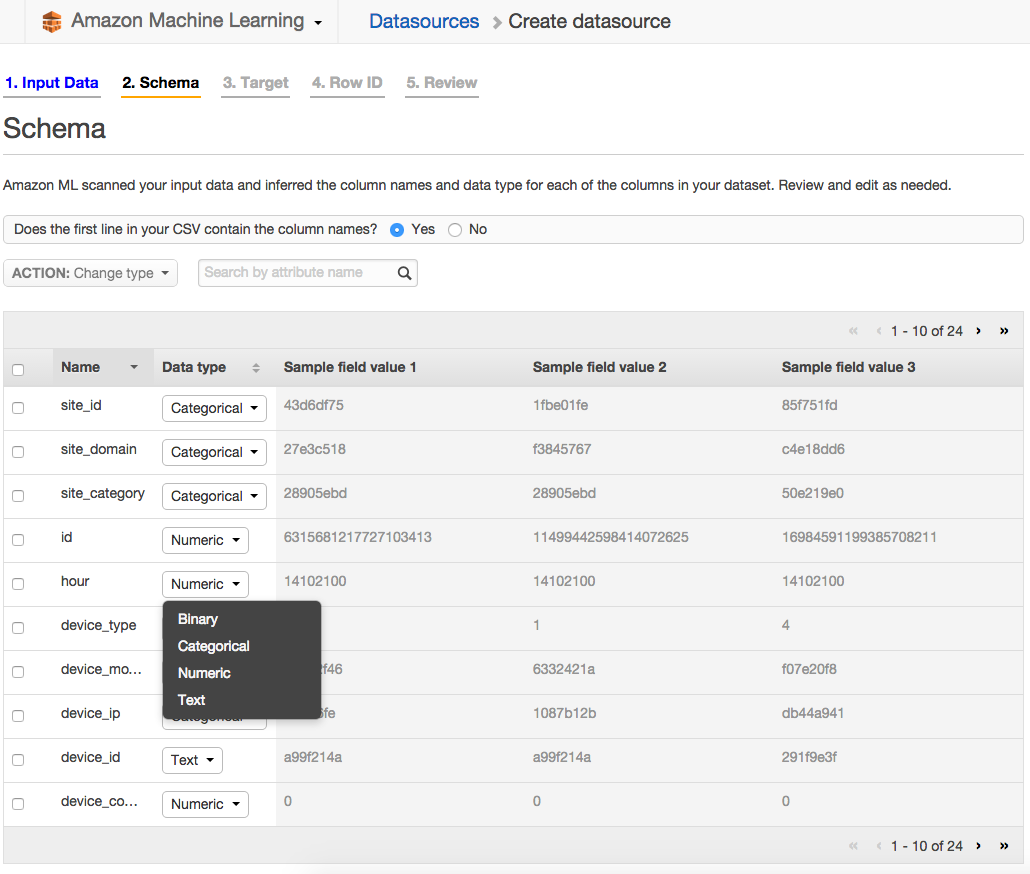 Amazon Machine Learning Datasources > Create datasource
1. Input Data 2. Schema 3. Target 4. Row ID 5. Review
Schema
Amazon ML scanned your input data and inferred the column names and data type for each of the columns in your dataset. Review and edit as needed.
Does the first line in your CSV contain the column names? Yes No
ACTION: Change type Search by attribute name
« ‹ 1 - 10 of 24 › »
Name Data type Sample field value 1 Sample field value 2 Sample field value 3
site_id Categorical 43d6df75 1fbe01fe 85f751fd
site_domain Categorical 27e3c518 f3845767 c4e18dd6
site_category Categorical 28905ebd 28905ebd 50e219e0
id Numeric 6315681217727103413 11499442598414072625 16984591199385708211
hour Numeric 14102100 14102100 14102100
Binary
device_type 1 4
Categorical
device_mo... Numeric f46 6332421a f07e20f8
Text
device_ip Categorical 6fe 1087b12b db44a941
device_id Text a99f214a a99f214a 291f9e3f
device_co... Numeric 0 0 0
« ‹ 1 - 10 of 24 › »